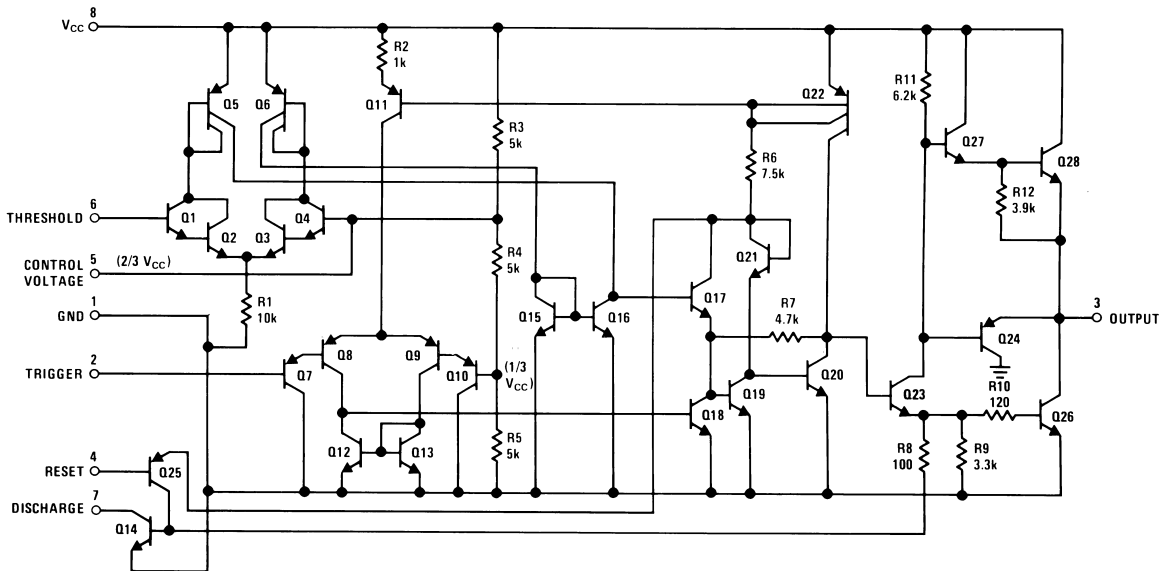 8
VCC
R2
1k
Q5
Q6
Q11
Q22
R11
6.2k
R3
5k
Q27
Q28
R6
7.5k
R12
3.9k
6
THRESHOLD
Q1
Q2
Q3
Q4
5
CONTROL
VOLTAGE
(2/3 VCC)
R4
5k
Q21
1
GND
R1
10k
Q15
Q16
Q17
R7
4.7k
3
OUTPUT
2
TRIGGER
Q7
Q8
Q9
Q10
(1/3
VCC)
Q24
Q18
Q19
Q20
Q23
R10
120
Q26
Q12
Q13
R5
5k
R8
100
R9
3.3k
4
RESET
Q25
7
DISCHARGE
Q14